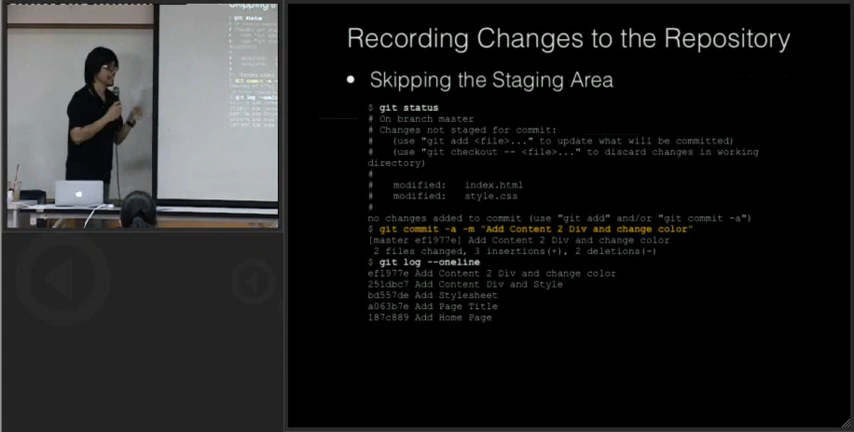 Recording Changes to the Repository
• Skipping the Staging Area
$ git status
# On branch master
# Changes not staged for commit:
#   (use "git add <file>..." to update what will be committed)
#   (use "git checkout -- <file>..." to discard changes in working
directory)
#
#   modified:   index.html
#   modified:   style.css
#
no changes added to commit (use "git add" and/or "git commit -a")
$ git commit -a -m "Add Content 2 Div and change color"
[master ef1977e] Add Content 2 Div and change color
 2 files changed, 3 insertions(+), 2 deletions(-)
$ git log --oneline
ef1977e Add Content 2 Div and change color
251dbc7 Add Content Div and Style
bd557de Add Stylesheet
a063b7e Add Page Title
187c889 Add Home Page